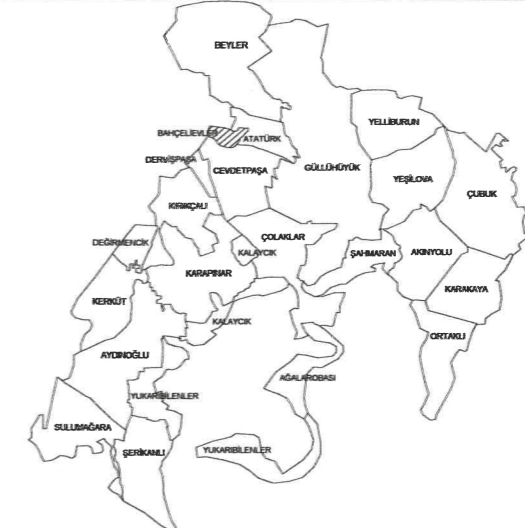 BEYLER
YELLİBURUN
BAHÇELİEVLER
ATATÜRK
DERVİŞPAŞA
CEVDETPAŞA
GÜLLÜHÜYÜK
YEŞİLOVA
ÇUBUK
KIRIKÇALI
DEĞİRMENCİK
ÇOLAKLAR
KALAYCIK
ŞAHMARAN
AKINYOLU
KARAPINAR
KARAKAYA
KERKÜT
KALAYCIK
ORTAKLI
AYDINOĞLU
AĞALAROBASI
YUKARIBİLENLER
SULUMAĞARA
ŞERİKANLI
YUKARIBİLENLER